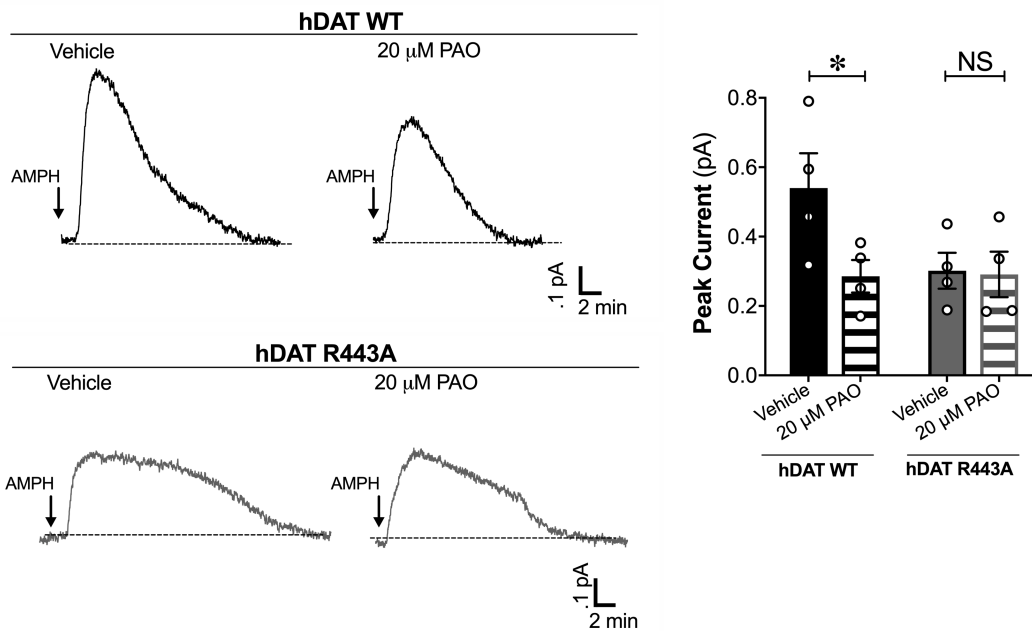 hDAT WT
Vehicle
20 μM PAO
AMPH
AMPH
.1 pA
2 min
hDAT R443A
Vehicle
20 μM PAO
AMPH
AMPH
.1 pA
2 min
* NS
Peak Current (pA)
0.8
0.6
0.4
0.2
0.0
Vehicle
20 μM PAO
Vehicle
20 μM PAO
hDAT WT
hDAT R443A